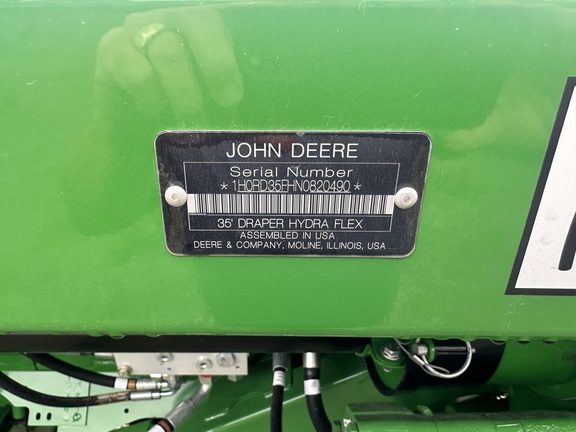 JOHN DEERE
Serial Number
*1H0RD35FHN0820490*
35' DRAPER HYDRA FLEX
ASSEMBLED IN USA
DEERE & COMPANY, MOLINE, ILLINOIS, USA